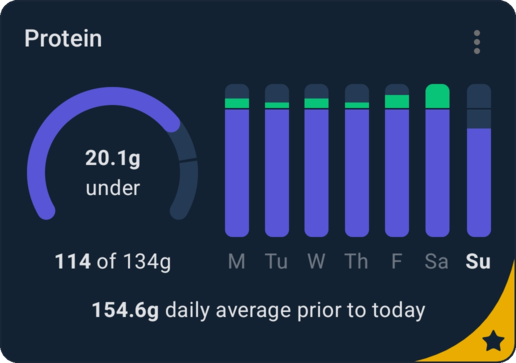 Protein
20.1g
under
114 of 134g
M Tu W Th F Sa Su
154.6g daily average prior to today